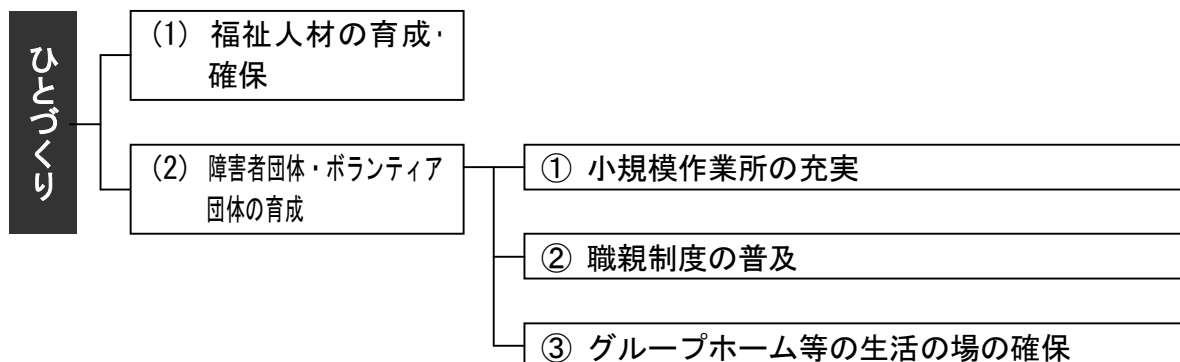 ひとづくり
(1) 福祉人材の育成・
確保
(2) 障害者団体・ボランティア
団体の育成
① 小規模作業所の充実
② 職親制度の普及
③ グループホーム等の生活の場の確保